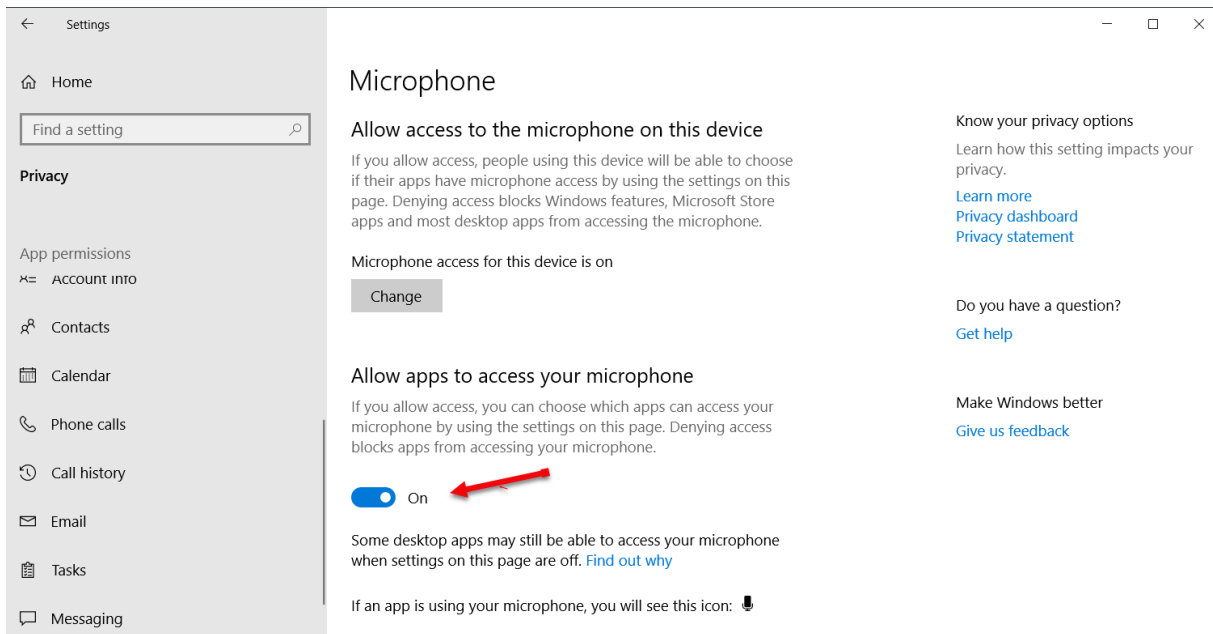 Settings
Home
Find a setting
Privacy
App permissions
Account info
Contacts
Calendar
Phone calls
Call history
Email
Tasks
Messaging
Microphone
Allow access to the microphone on this device
If you allow access, people using this device will be able to choose
if their apps have microphone access by using the settings on this
page. Denying access blocks Windows features, Microsoft Store
apps and most desktop apps from accessing the microphone.
Microphone access for this device is on
Change
Allow apps to access your microphone
If you allow access, you can choose which apps can access your
microphone by using the settings on this page. Denying access
blocks apps from accessing your microphone.
On
Some desktop apps may still be able to access your microphone
when settings on this page are off. Find out why
If an app is using your microphone, you will see this icon:
Know your privacy options
Learn how this setting impacts your
privacy.
Learn more
Privacy dashboard
Privacy statement
Do you have a question?
Get help
Make Windows better
Give us feedback